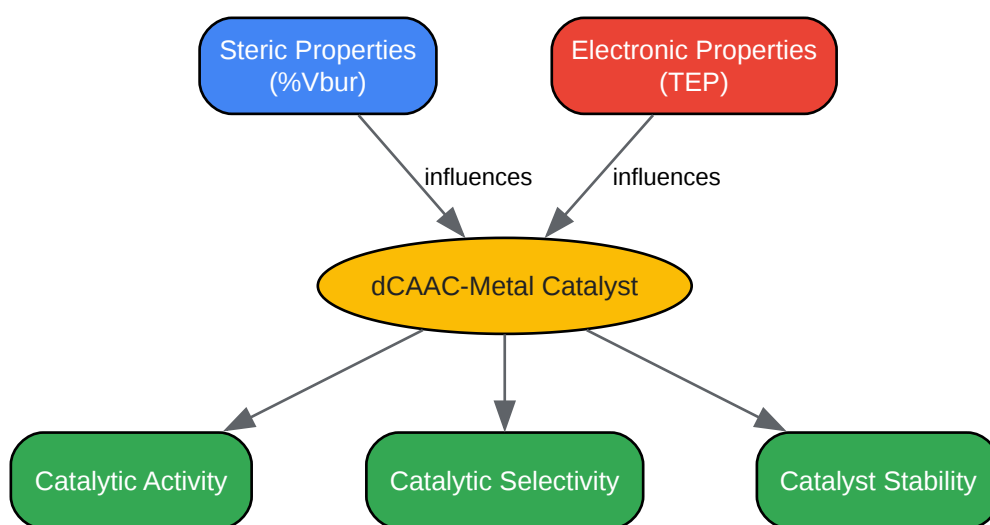 Steric Properties
(%Vbur)
Electronic Properties
(TEP)
influences
influences
dCAAC-Metal Catalyst
Catalytic Activity
Catalytic Selectivity
Catalyst Stability